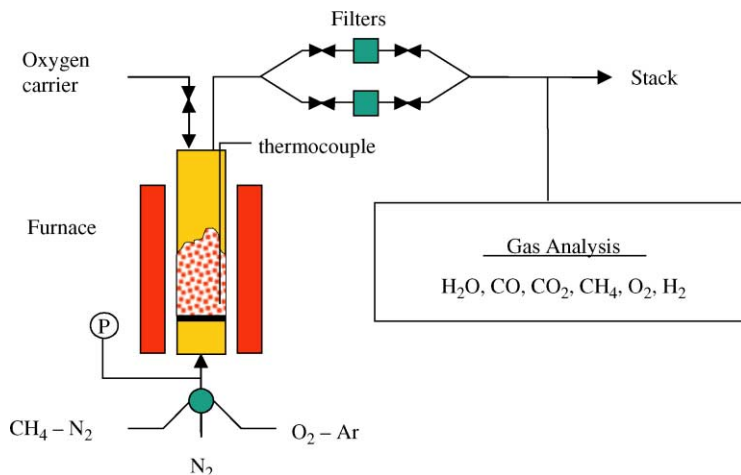 Filters
Oxygen
carrier
Stack
thermocouple
Furnace
Gas Analysis
H₂O, CO, CO₂, CH₄, O₂, H₂
P
CH₄ – N₂
O₂ – Ar
N₂